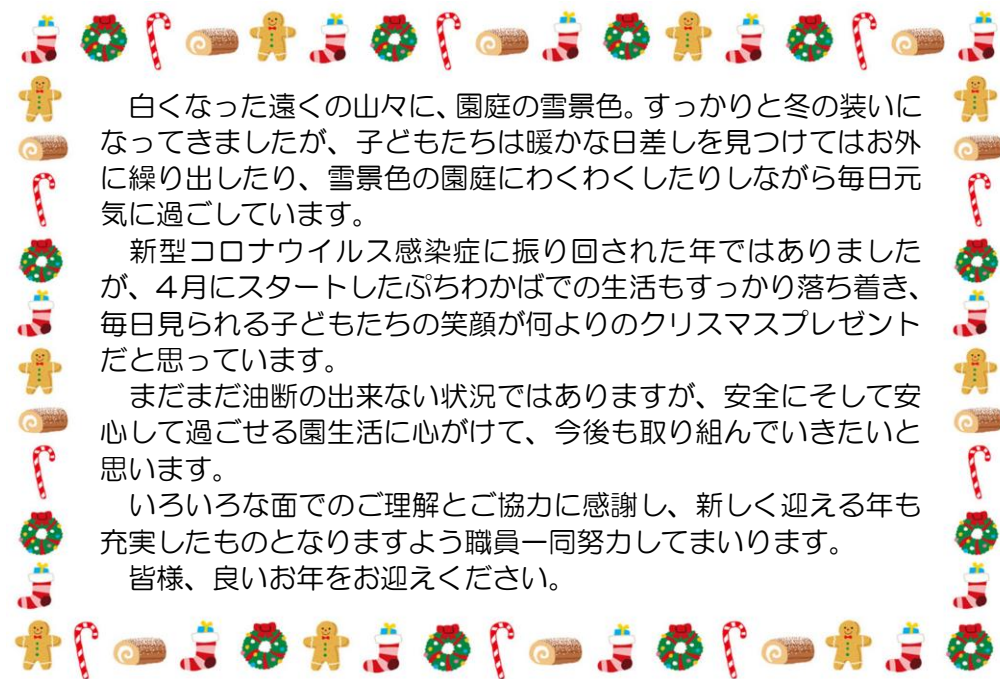 白くなった遠くの山々に、園庭の雪景色。すっかりと冬の装いに
なってきましたが、子どもたちは暖かな日差しを見つけてはお外
に繰り出したり、雪景色の園庭にわくわくしたりしながら毎日元
気に過ごしています。
　新型コロナウイルス感染症に振り回された年ではありました
が、４月にスタートしたぷちわかばでの生活もすっかり落ち着き、
毎日見られる子どもたちの笑顔が何よりのクリスマスプレゼント
だと思っています。
　まだまだ油断の出来ない状況ではありますが、安全にそして安
心して過ごせる園生活に心がけて、今後も取り組んでいきたいと
思います。
　いろいろな面でのご理解とご協力に感謝し、新しく迎える年も
充実したものとなりますよう職員一同努力してまいります。
　皆様、良いお年をお迎えください。